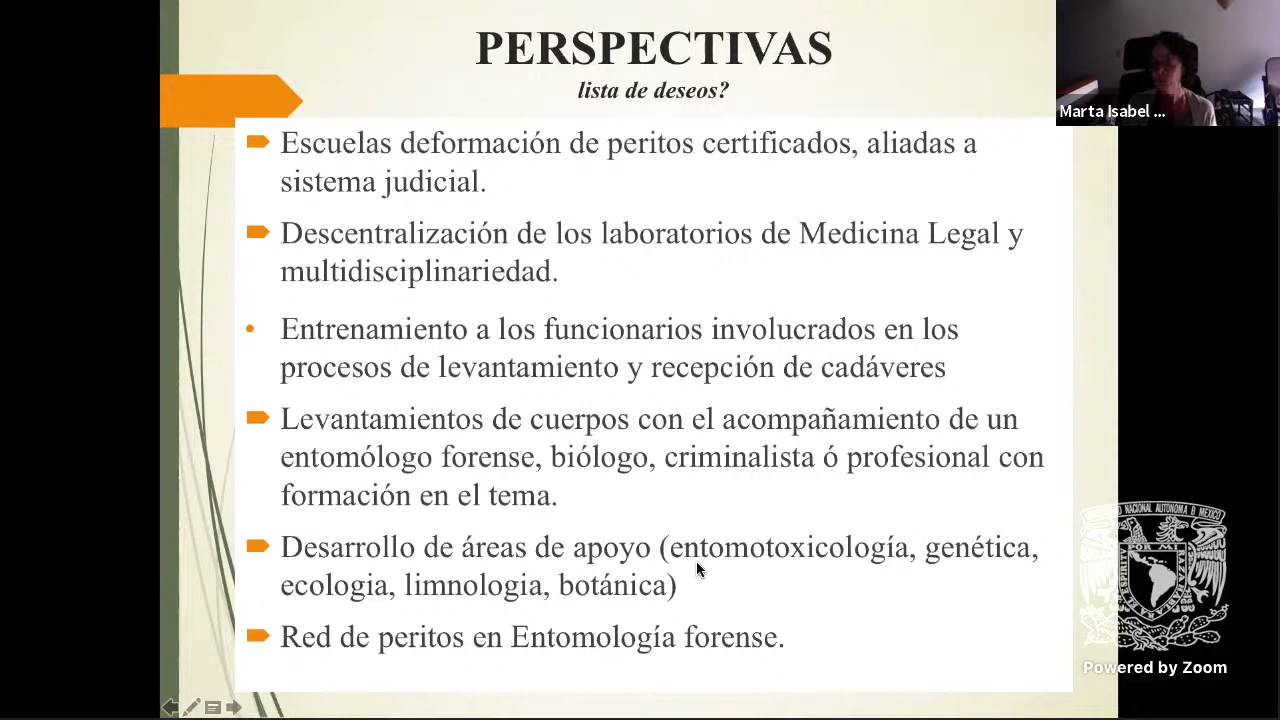 PERSPECTIVAS
lista de deseos?
Marta Isabel ...
Escuelas deformación de peritos certificados, aliadas a
sistema judicial.
Descentralización de los laboratorios de Medicina Legal y
multidisciplinariedad.
Entrenamiento a los funcionarios involucrados en los
procesos de levantamiento y recepción de cadáveres
Levantamientos de cuerpos con el acompañamiento de un
entomólogo forense, biólogo, criminalista ó profesional con
formación en el tema.
Desarrollo de áreas de apoyo (entomotoxicología, genética,
ecologia, limnologia, botánica)
Red de peritos en Entomología forense.
Powered by Zoom